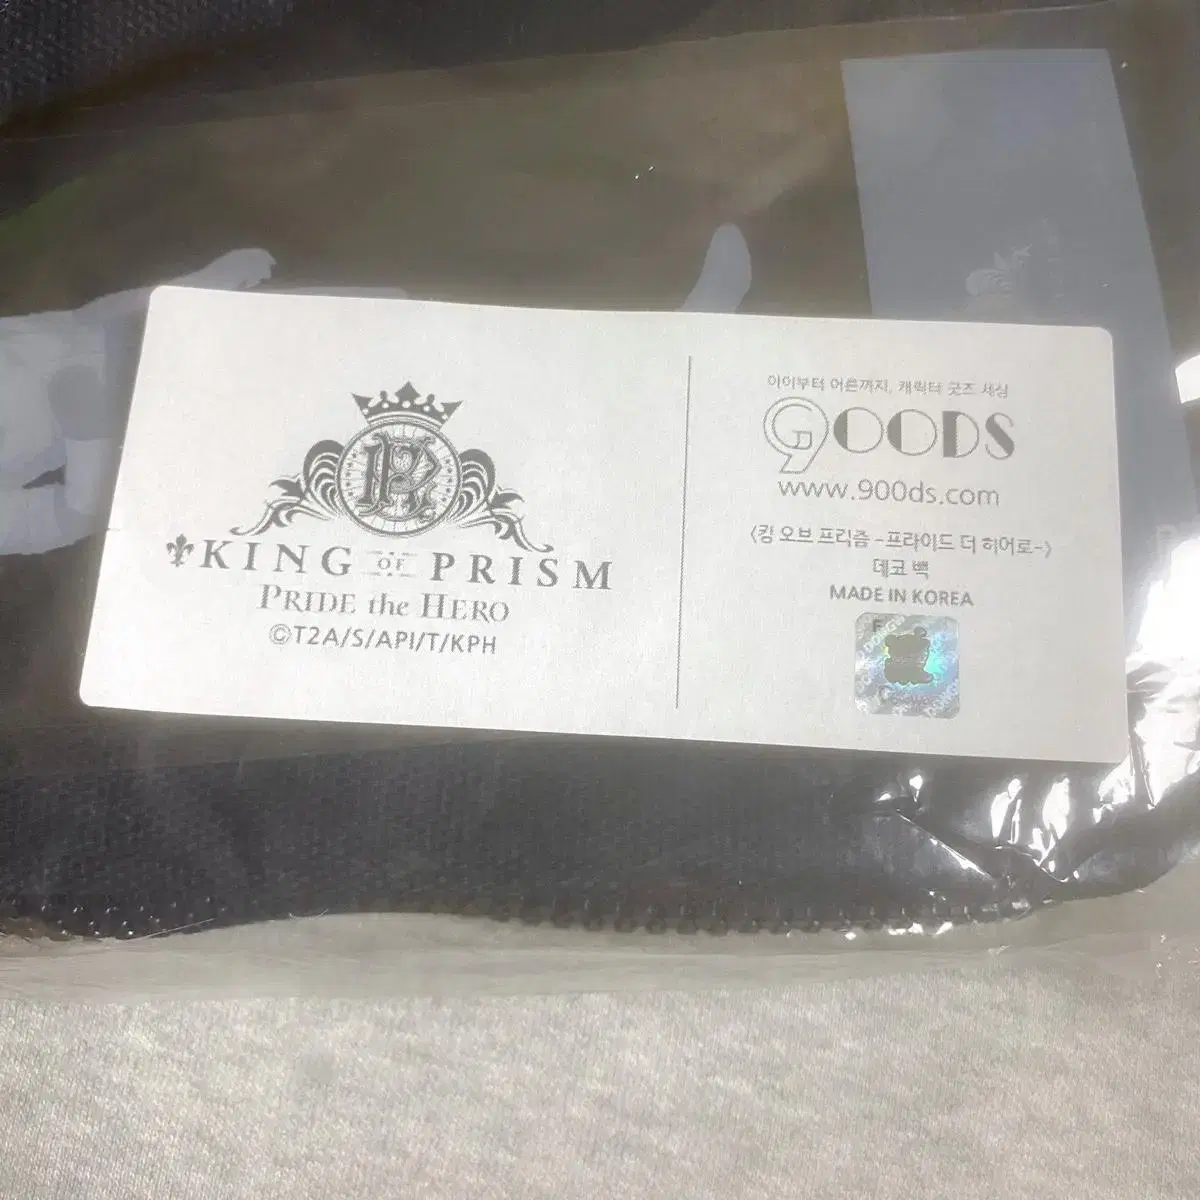 KING OF PRISM
PRIDE the HERO
©T2A/S/API/T/KPH
아이부터 어른까지, 캐릭터 굿즈 세상
9OODS
www.900ds.com
<킹 오브 프리즘 -프라이드 더 히어로->
데코 백
MADE IN KOREA